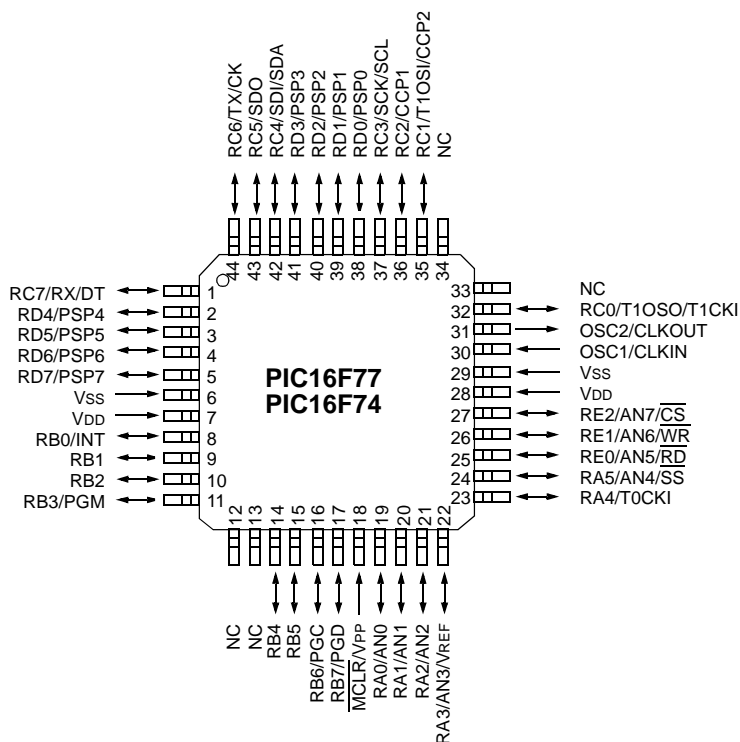 RC6/TX/CK
RC5/SDO
RC4/SDI/SDA
RD3/PSP3
RD2/PSP2
RD1/PSP1
RD0/PSP0
RC3/SCK/SCL
RC2/CCP1
RC1/T1OSI/CCP2
NC
44
43
42
41
40
39
38
37
36
35
34
RC7/RX/DT 1
RD4/PSP4 2
RD5/PSP5 3
RD6/PSP6 4
RD7/PSP7 5
VSS 6
VDD 7
RB0/INT 8
RB1 9
RB2 10
RB3/PGM 11
PIC16F77
PIC16F74
33 NC
32 RC0/T1OSO/T1CKI
31 OSC2/CLKOUT
30 OSC1/CLKIN
29 VSS
28 VDD
27 RE2/AN7/CS
26 RE1/AN6/WR
25 RE0/AN5/RD
24 RA5/AN4/SS
23 RA4/T0CKI
12
13
14
15
16
17
18
19
20
21
22
NC
NC
RB4
RB5
RB6/PGC
RB7/PGD
MCLR/VPP
RA0/AN0
RA1/AN1
RA2/AN2
RA3/AN3/VREF